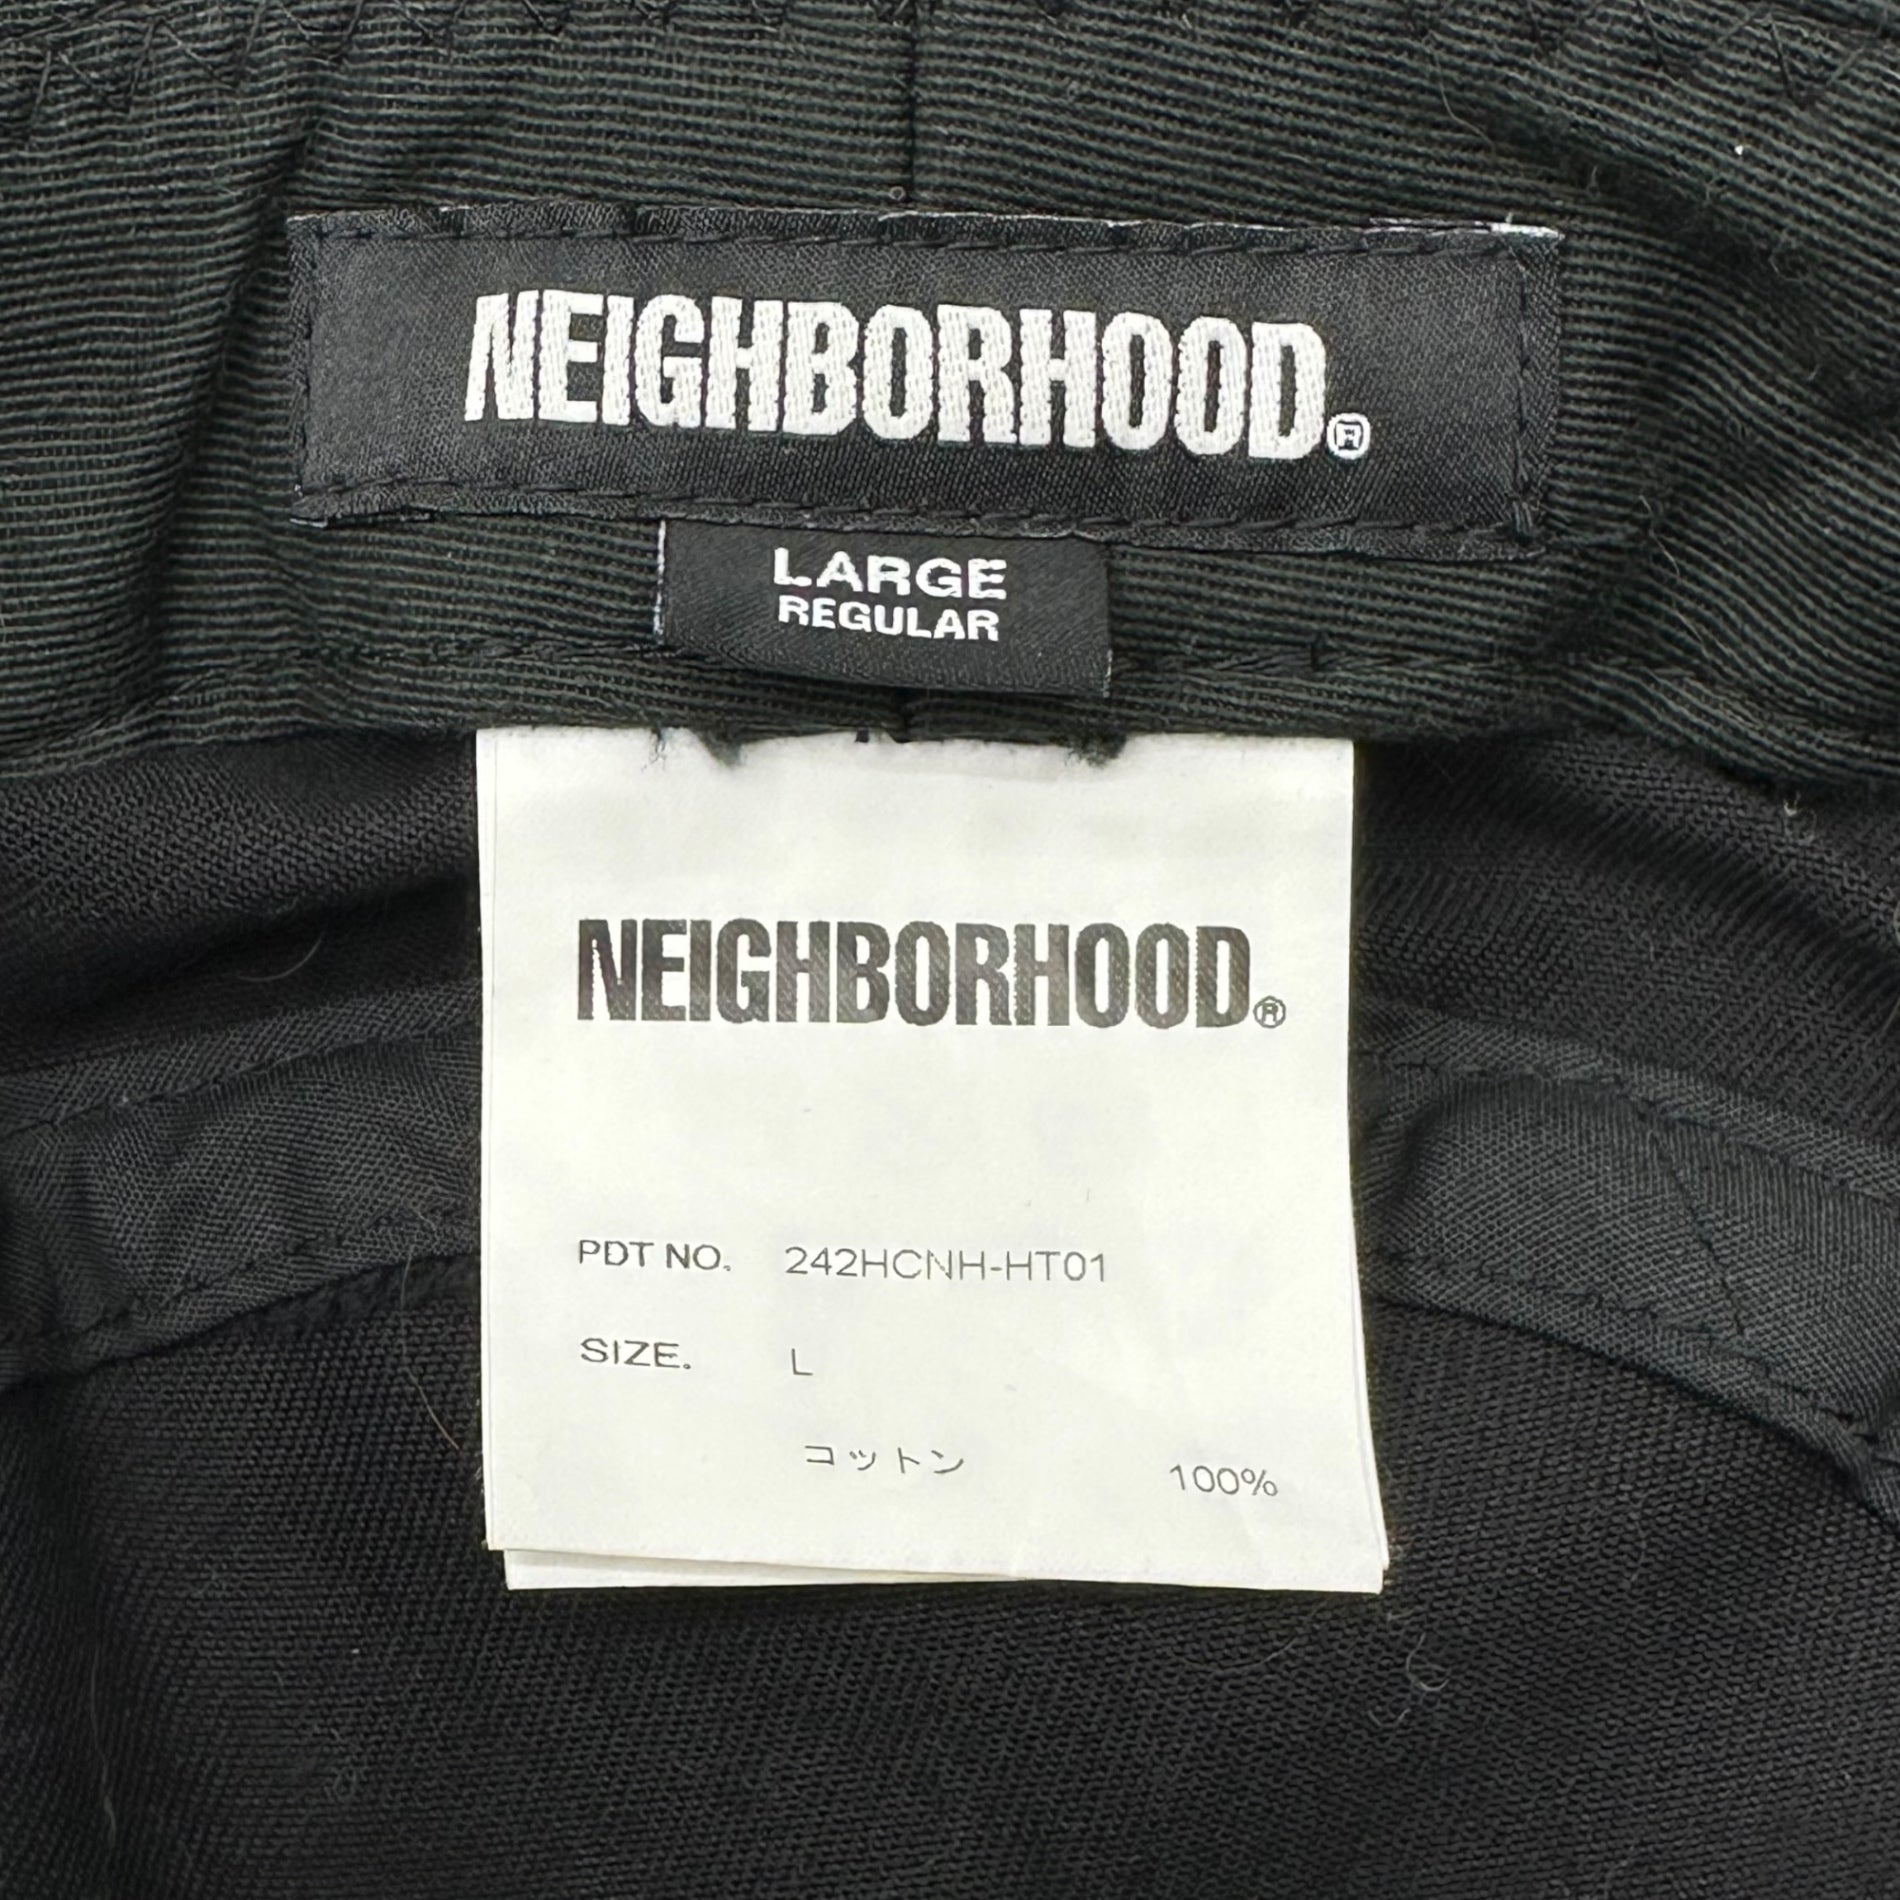 NEIGHBORHOOD®
LARGE
REGULAR
NEIGHBORHOOD®
PDT NO. 242HCNH-HT01
SIZE. L
コットン 100%